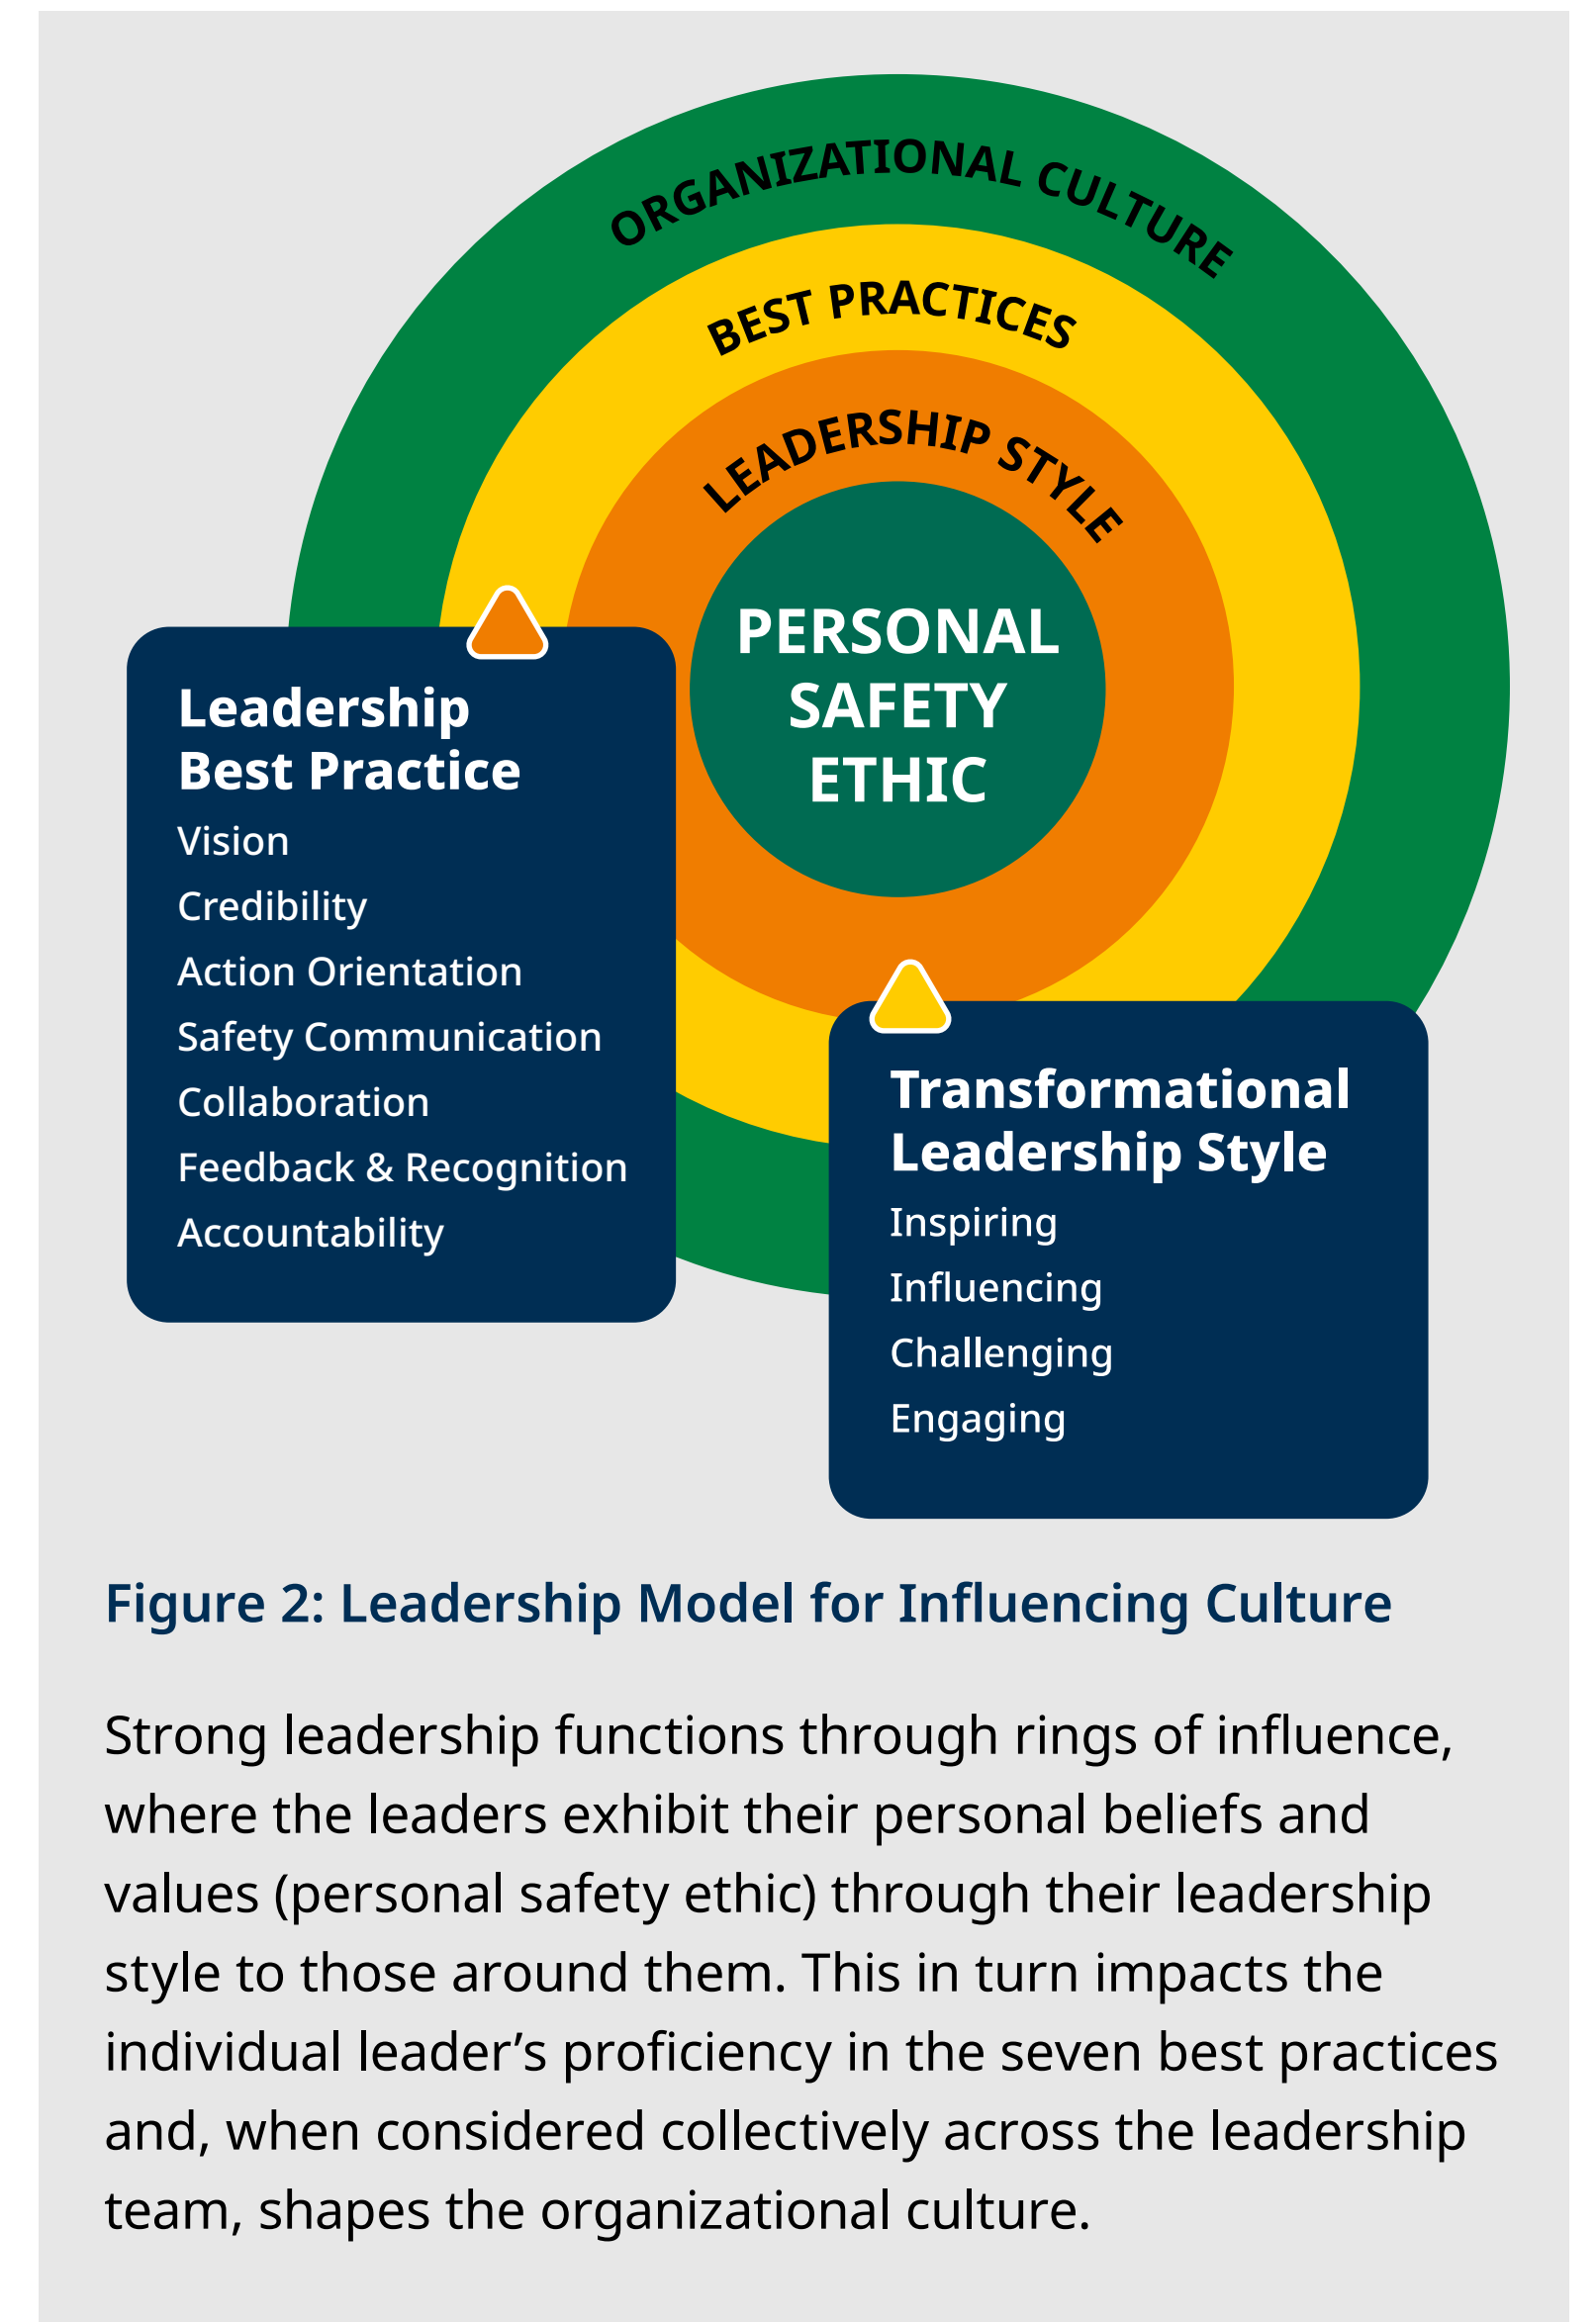 ORGANIZATIONAL CULTURE
BEST PRACTICES
LEADERSHIP STYLE
PERSONAL
SAFETY
ETHIC
Leadership
Best Practice
Vision
Credibility
Action Orientation
Safety Communication
Collaboration
Feedback & Recognition
Accountability
Transformational
Leadership Style
Inspiring
Influencing
Challenging
Engaging
Figure 2: Leadership Model for Influencing Culture
Strong leadership functions through rings of influence,
where the leaders exhibit their personal beliefs and
values (personal safety ethic) through their leadership
style to those around them. This in turn impacts the
individual leader’s proficiency in the seven best practices
and, when considered collectively across the leadership
team, shapes the organizational culture.